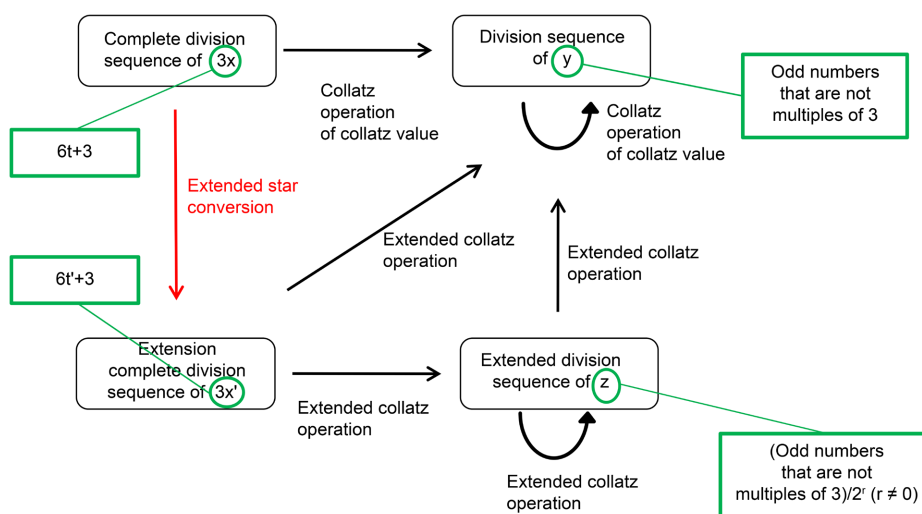 Complete division
sequence of 3x
Division sequence
of y
Odd numbers
that are not
multiples of 3
Collatz
operation
of collatz value
Collatz
operation
of collatz value
6t+3
Extended star
conversion
Extended collatz
operation
Extended collatz
operation
6t'+3
Extension
complete division
sequence of 3x'
Extended division
sequence of z
Extended collatz
operation
Extended collatz
operation
(Odd numbers
that are not
multiples of 3)/2ʳ (r ≠ 0)